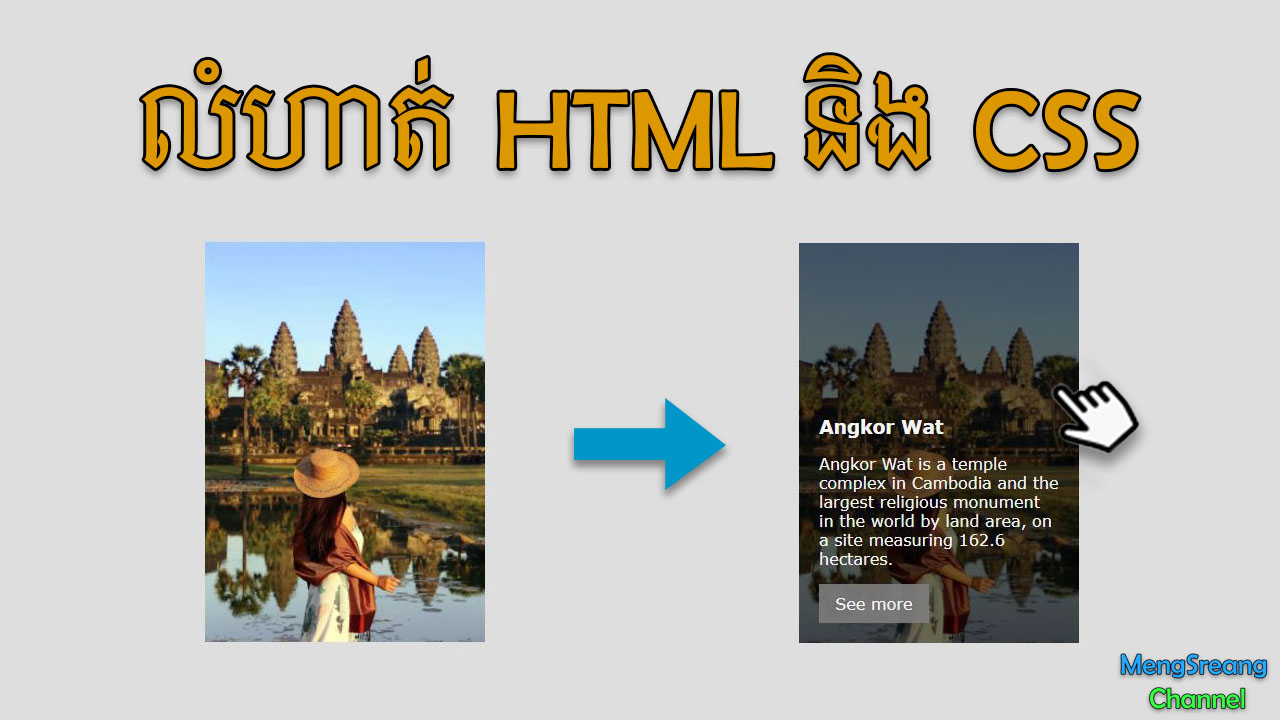 លំហាត់ HTML និង CSS
Angkor Wat
Angkor Wat is a temple
complex in Cambodia and the
largest religious monument
in the world by land area, on
a site measuring 162.6
hectares.
See more
MengSreang
Channel